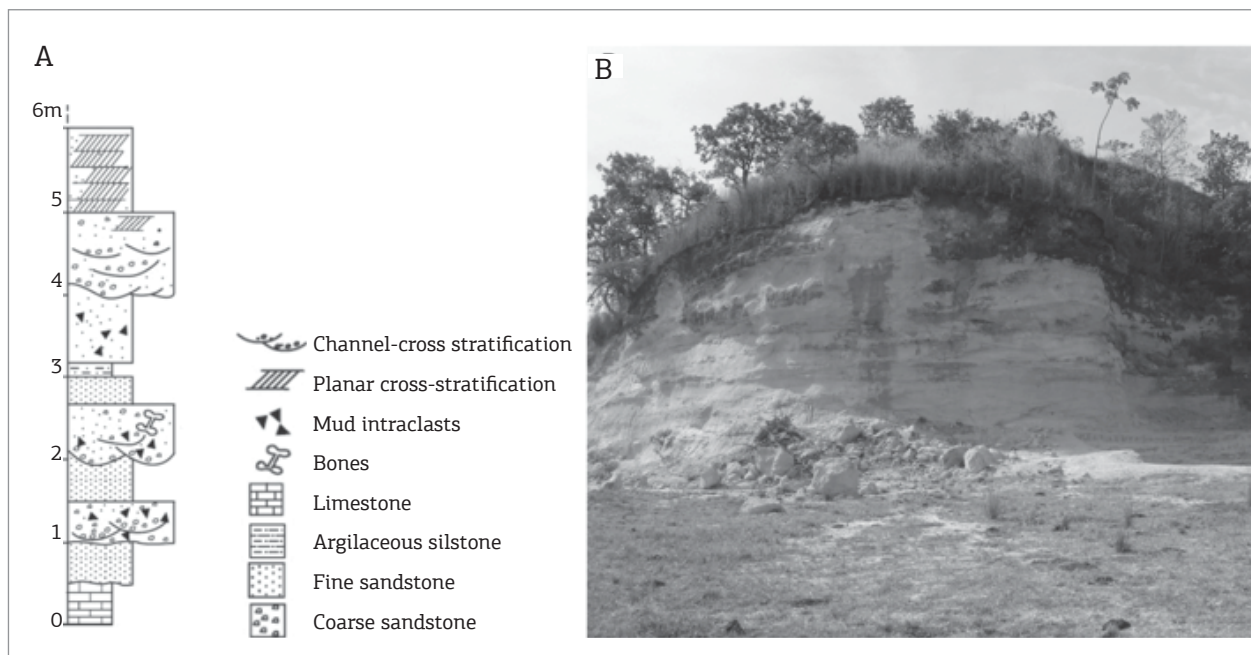 A
B
6m
5
4
3
2
1
0
Channel-cross stratification
Planar cross-stratification
Mud intraclasts
Bones
Limestone
Argilaceous silstone
Fine sandstone
Coarse sandstone